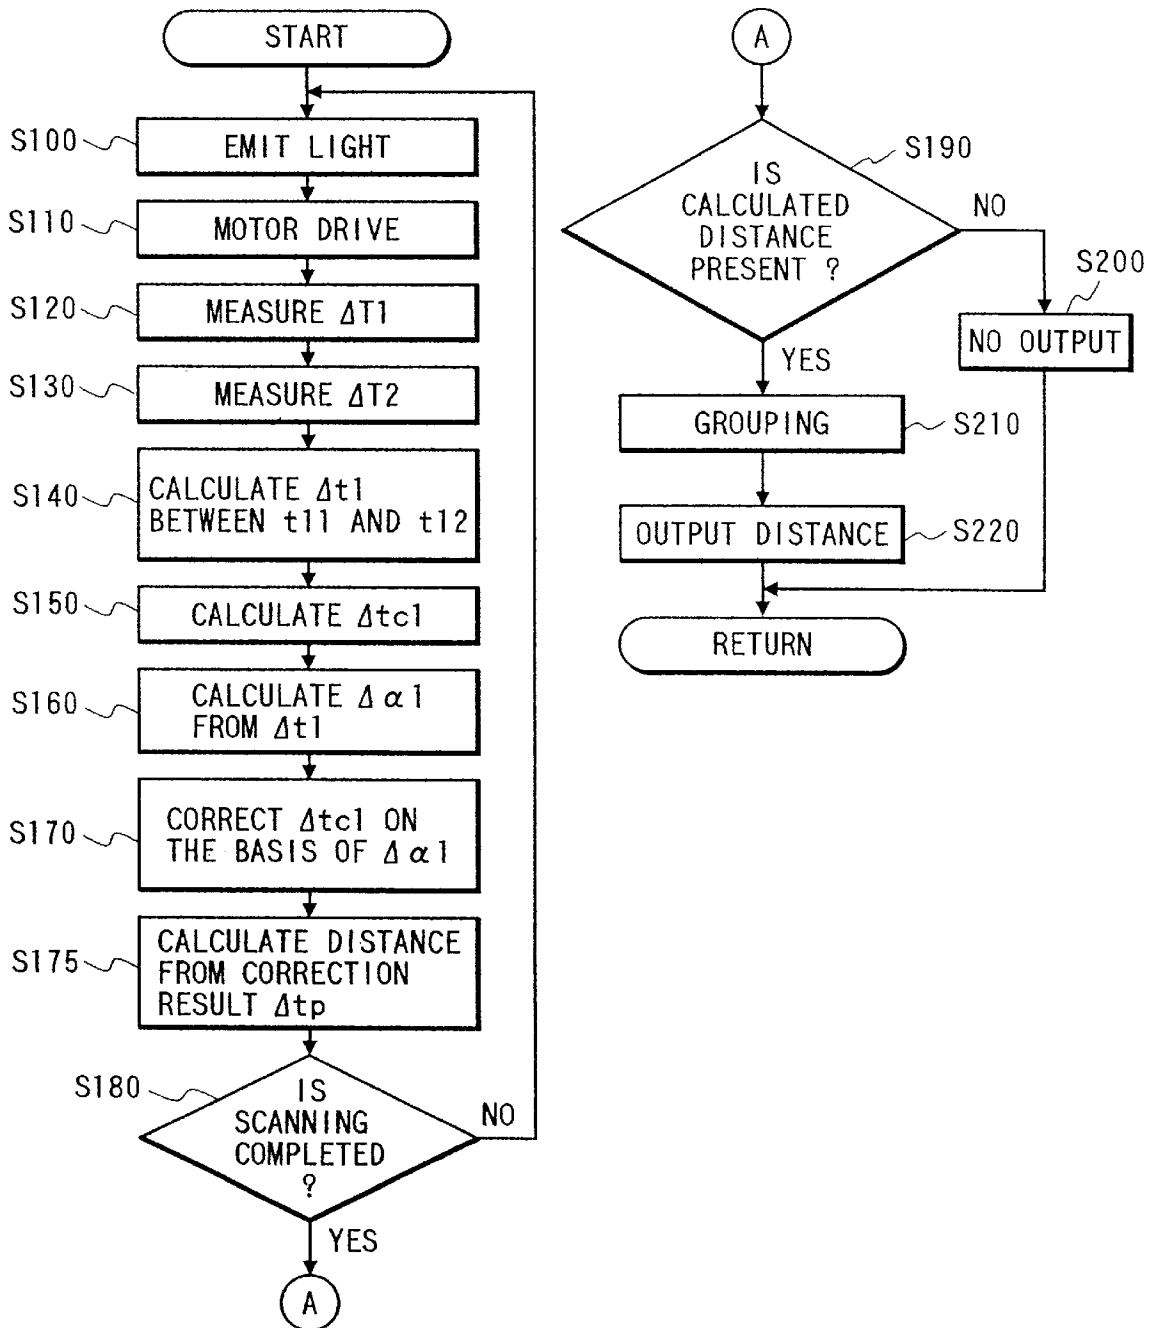 START
S100
EMIT LIGHT
S110
MOTOR DRIVE
S120
MEASURE ΔT1
S130
MEASURE ΔT2
S140
CALCULATE Δt1
BETWEEN t11 AND t12
S150
CALCULATE Δtc1
S160
CALCULATE Δα1
FROM Δt1
S170
CORRECT Δtc1 ON
THE BASIS OF Δα1
S175
CALCULATE DISTANCE
FROM CORRECTION
RESULT Δtp
S180
IS
SCANNING
COMPLETED
?
NO
YES
A
A
S190
IS
CALCULATED
DISTANCE
PRESENT ?
NO
S200
NO OUTPUT
YES
GROUPING
S210
OUTPUT DISTANCE
S220
RETURN